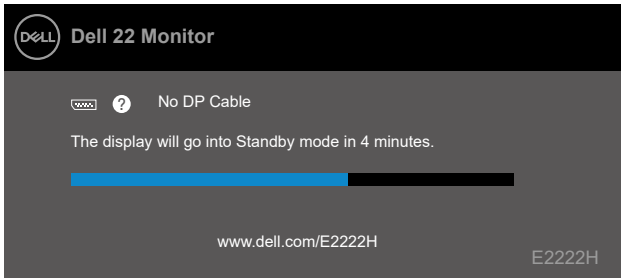 DELL Dell 22 Monitor
? No DP Cable
The display will go into Standby mode in 4 minutes.
www.dell.com/E2222H
E2222H